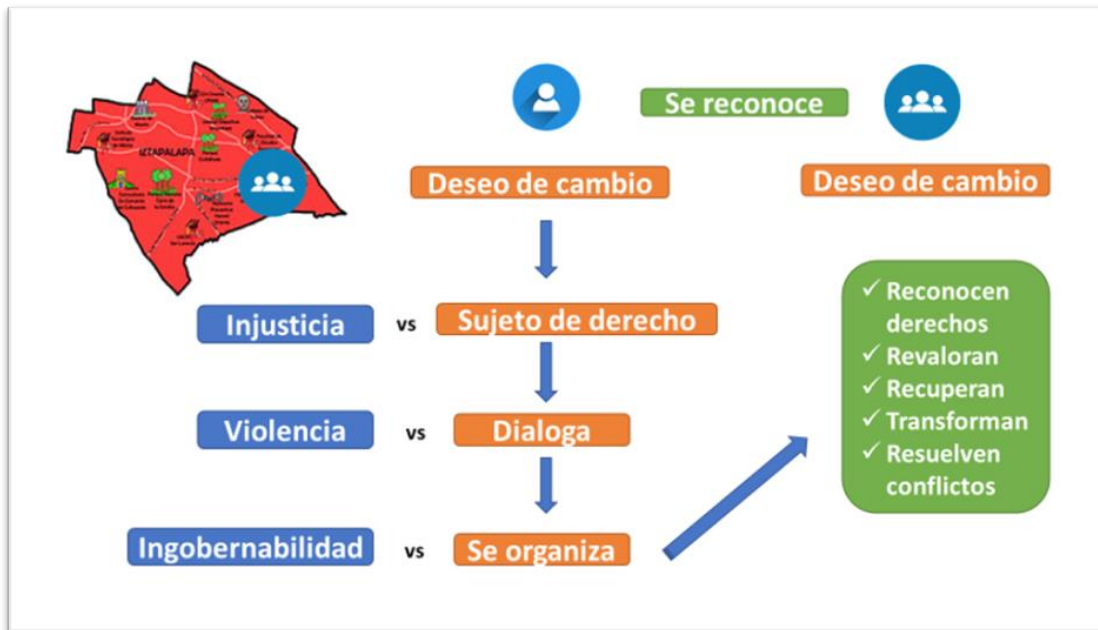 Se reconoce
IZTAPALAPA
Deseo de cambio
Deseo de cambio
Injusticia vs Sujeto de derecho
Violencia vs Dialoga
Ingobernabilidad vs Se organiza
✓ Reconocen
derechos
✓ Revaloran
✓ Recuperan
✓ Transforman
✓ Resuelven
conflictos